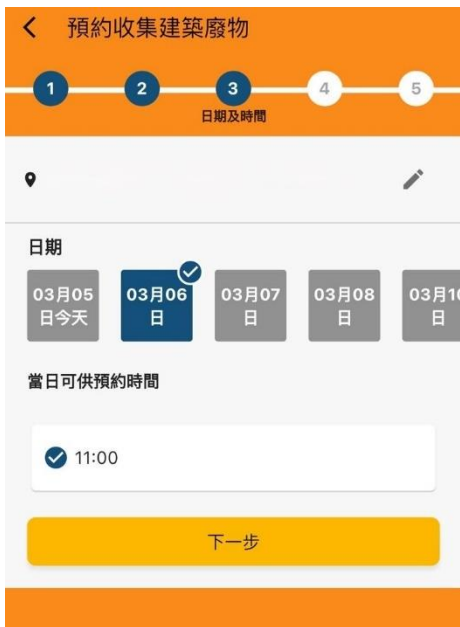 預約收集建築廢物
1 2 3 4 5
日期及時間
日期
03月05 03月06 03月07 03月08 03月10
日今天 日 日 日 日
當日可供預約時間
11:00
下一步